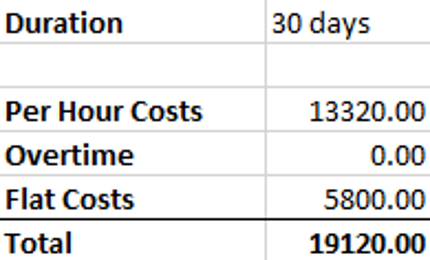 Duration 30 days
Per Hour Costs 13320.00
Overtime 0.00
Flat Costs 5800.00
Total 19120.00